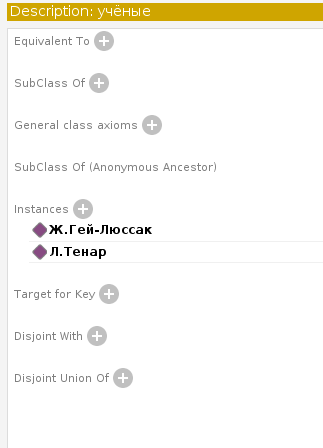 Description: учёные
Equivalent To
SubClass Of
General class axioms
SubClass Of (Anonymous Ancestor)
Instances
Ж.Гей-Люссак
Л.Тенар
Target for Key
Disjoint With
Disjoint Union Of